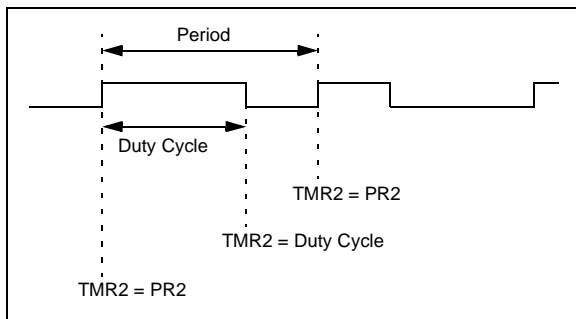 Period
Duty Cycle
TMR2 = PR2
TMR2 = Duty Cycle
TMR2 = PR2